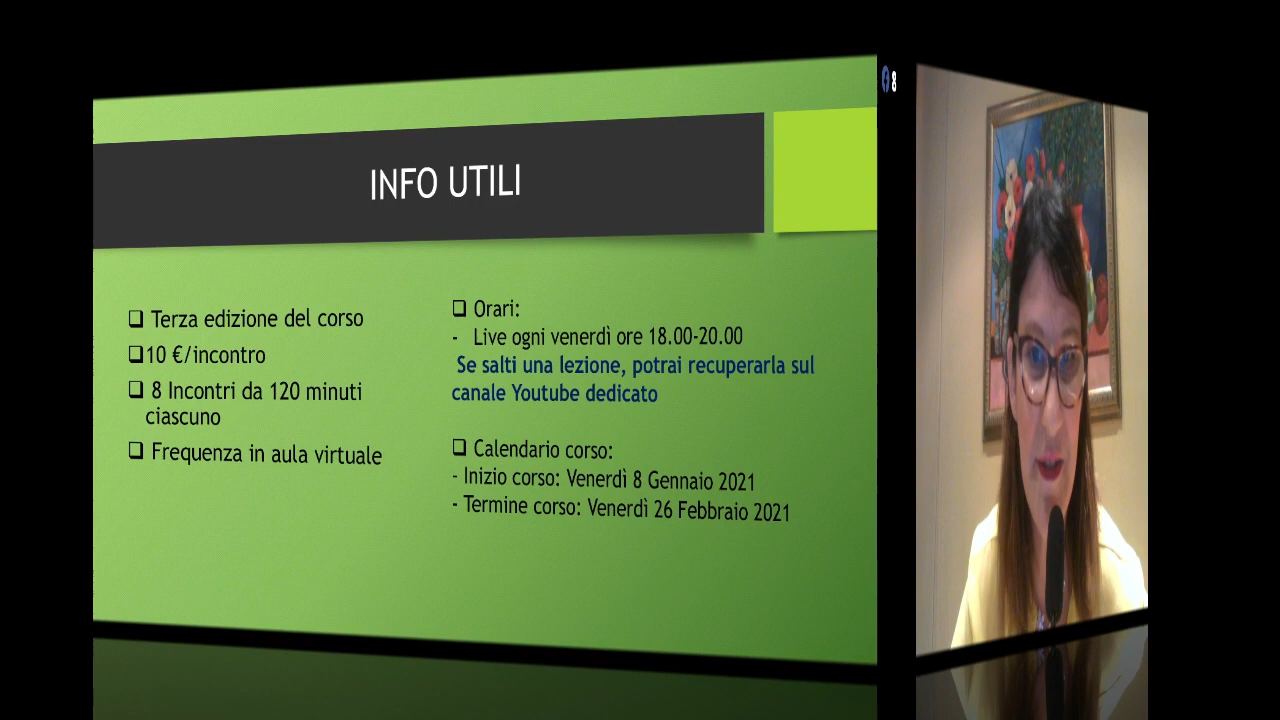 INFO UTILI
❑ Terza edizione del corso
❑10 €/incontro
❑ 8 Incontri da 120 minuti
ciascuno
❑ Frequenza in aula virtuale
❑ Orari:
- Live ogni venerdì ore 18.00-20.00
Se salti una lezione, potrai recuperarla sul
canale Youtube dedicato
❑ Calendario corso:
- Inizio corso: Venerdì 8 Gennaio 2021
- Termine corso: Venerdì 26 Febbraio 2021
8